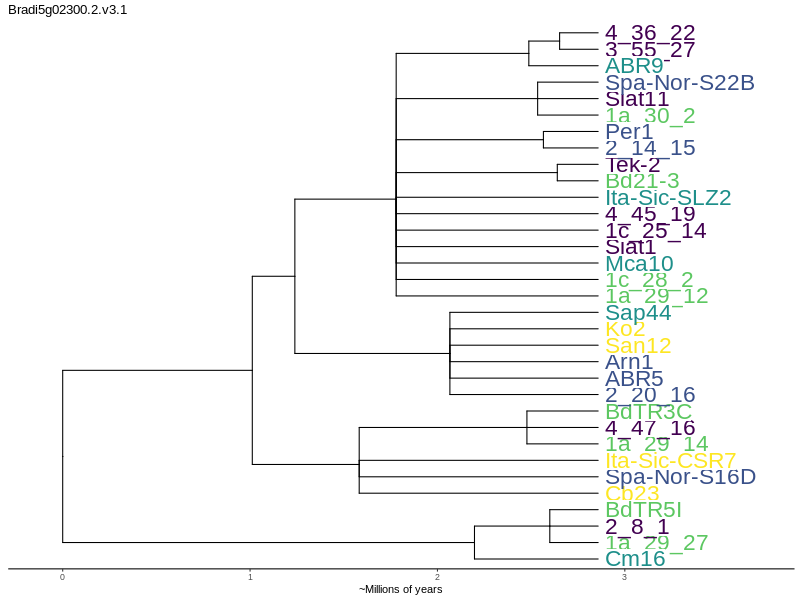 Bradi5g02300.2.v3.1
4_36_22
3_55_27
ABR9
Spa-Nor-S22B
Slat11
1a_30_2
Per1
2_14_15
Tek-2
Bd21-3
Ita-Sic-SLZ2
4_45_19
1c_25_14
Slat1
Mca10
1c_28_2
1a_29_12
Sap44
Ko2
San12
Arn1
ABR5
2_20_16
BdTR3C
4_47_16
1a_29_14
Ita-Sic-CSR7
Spa-Nor-S16D
Cp23
BdTR5I
2_8_1
1a_29_27
Cm16
0 1 2 3
~Millions of years